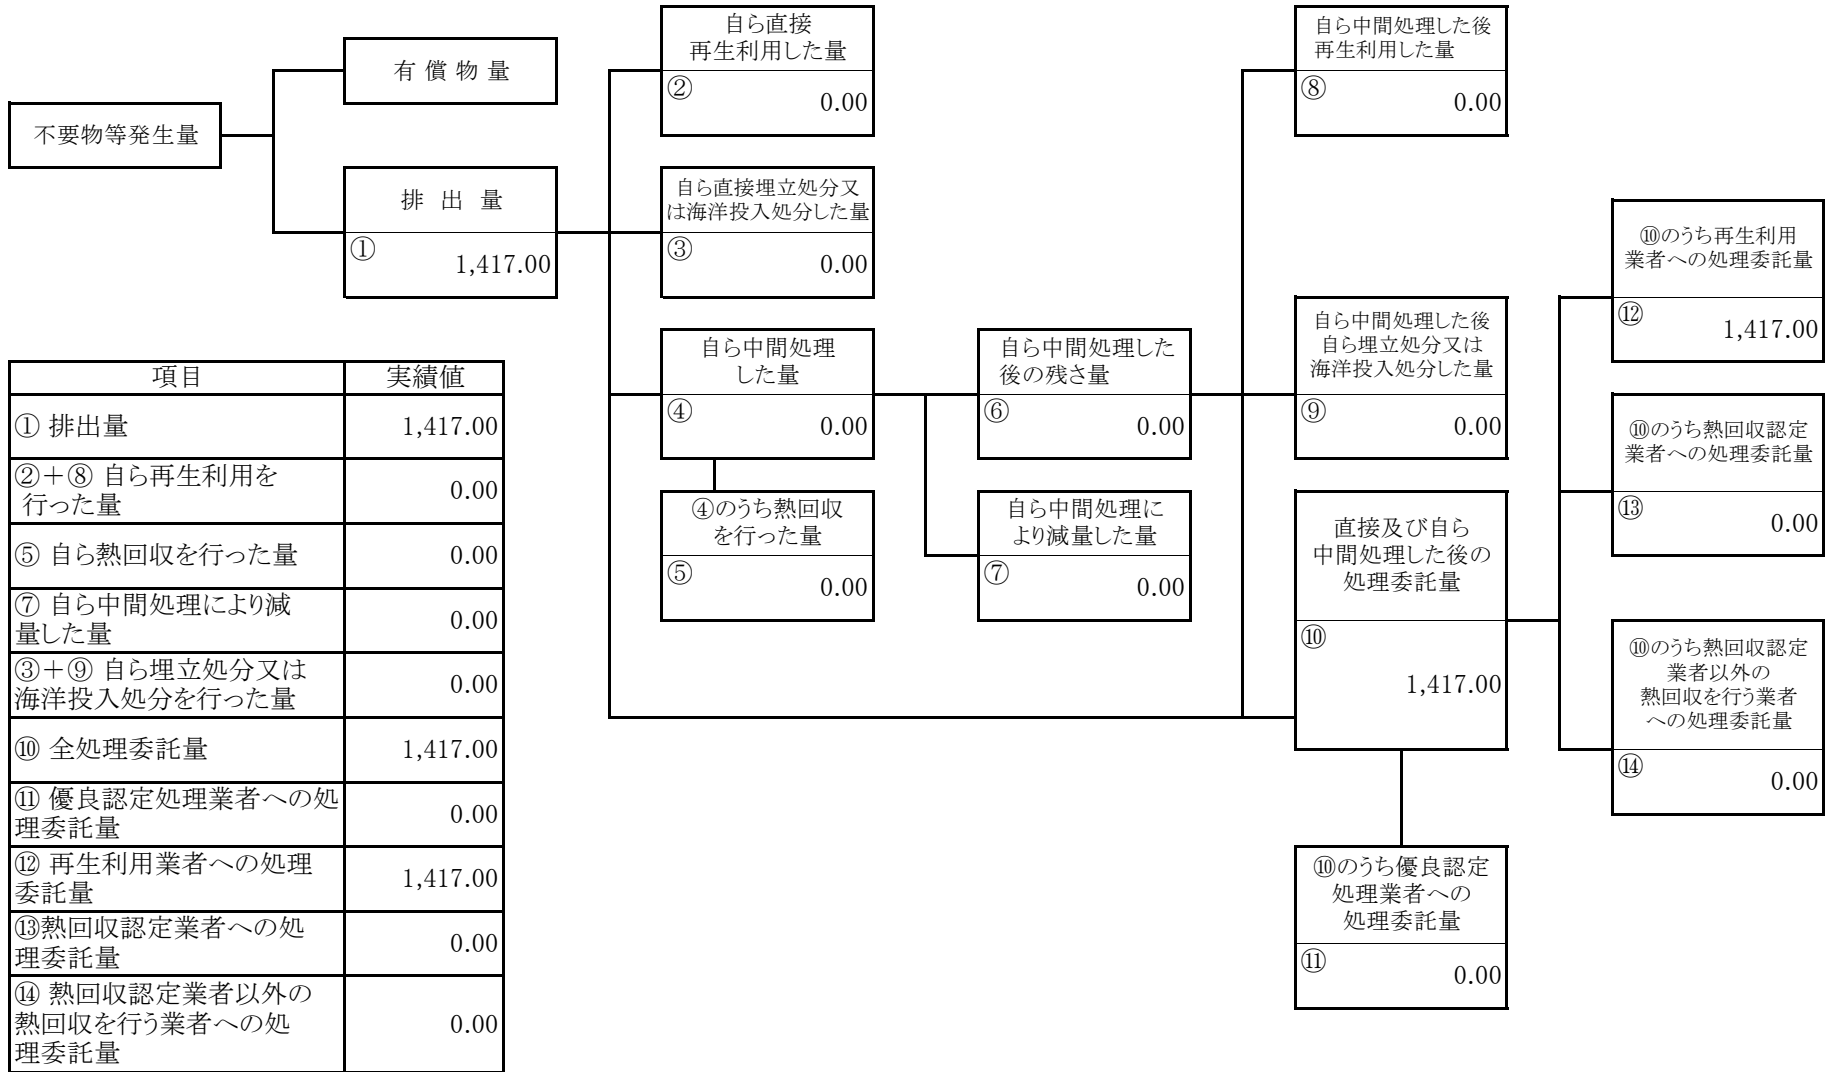 不要物等発生量
有 償 物 量
排 出 量
①
1,417.00
自ら直接
再生利用した量
②
0.00
自ら直接埋立処分又
は海洋投入処分した量
③
0.00
自ら中間処理
した量
④
0.00
④のうち熱回収
を行った量
⑤
0.00
自ら中間処理した
後の残さ量
⑥
0.00
自ら中間処理に
より減量した量
⑦
0.00
自ら中間処理した後
再生利用した量
⑧
0.00
自ら中間処理した後
自ら埋立処分又は
海洋投入処分した量
⑨
0.00
直接及び自ら
中間処理した後の
処理委託量
⑩
1,417.00
⑩のうち優良認定
処理業者への
処理委託量
⑪
0.00
⑩のうち再生利用
業者への処理委託量
⑫
1,417.00
⑩のうち熱回収認定
業者への処理委託量
⑬
0.00
⑩のうち熱回収認定
業者以外の
熱回収を行う業者
への処理委託量
⑭
0.00
項目 実績値
① 排出量 1,417.00
②＋⑧ 自ら再生利用を
行った量 0.00
⑤ 自ら熱回収を行った量 0.00
⑦ 自ら中間処理により減
量した量 0.00
③＋⑨ 自ら埋立処分又は
海洋投入処分を行った量 0.00
⑩ 全処理委託量 1,417.00
⑪ 優良認定処理業者への処
理委託量 0.00
⑫ 再生利用業者への処理
委託量 1,417.00
⑬熱回収認定業者への処
理委託量 0.00
⑭ 熱回収認定業者以外の
熱回収を行う業者への処
理委託量 0.00